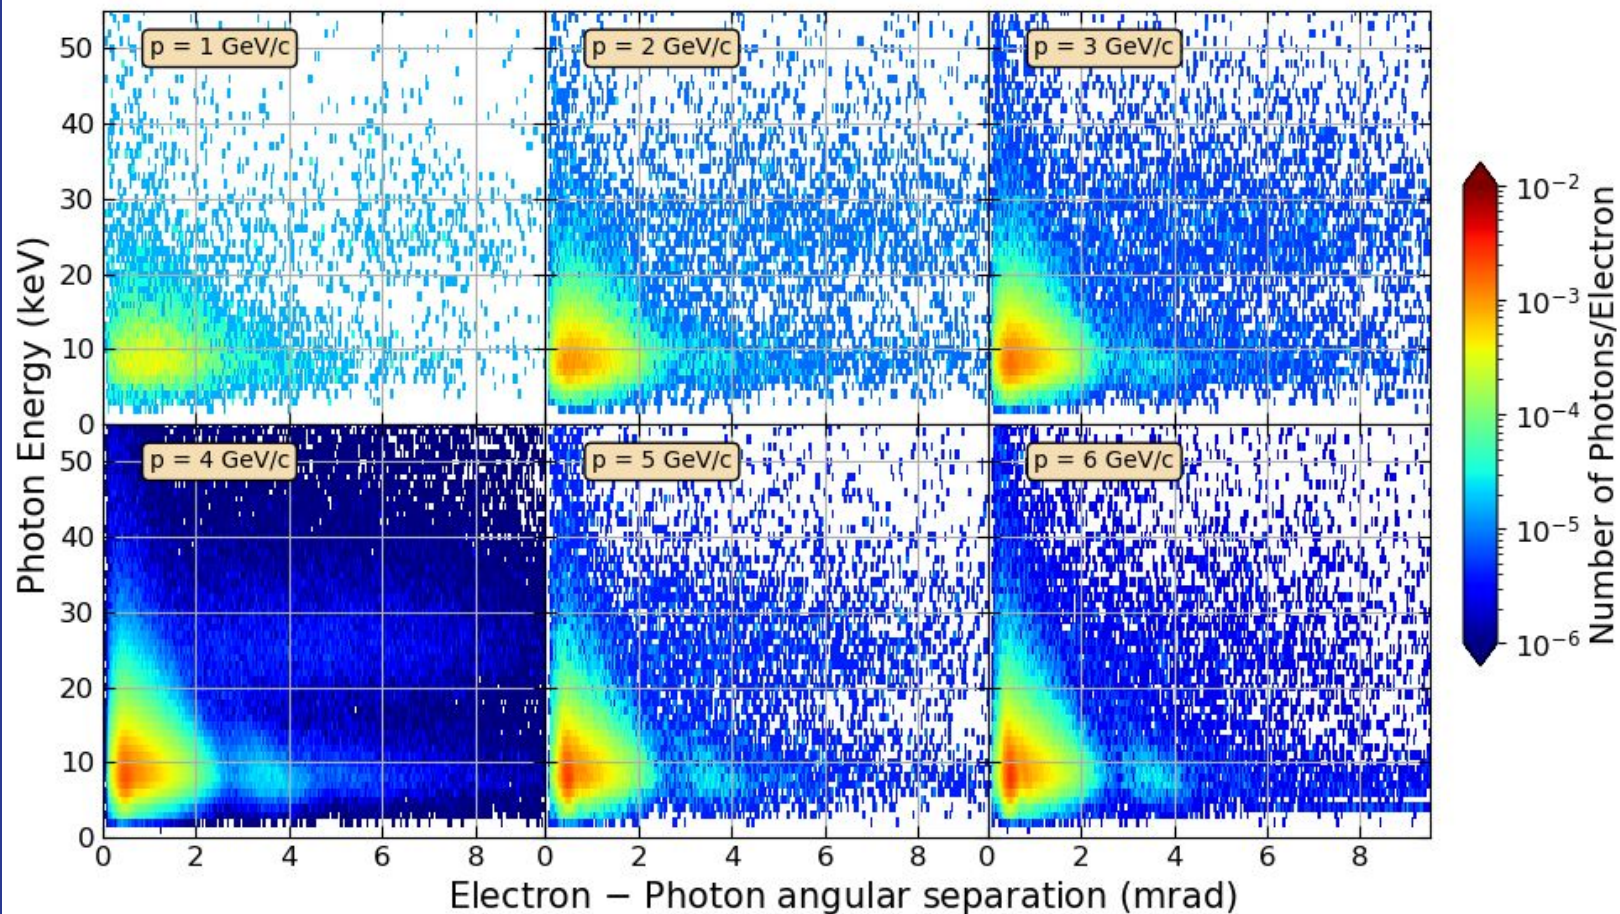 p = 1 GeV/c
p = 2 GeV/c
p = 3 GeV/c
50
40
30
20
10
0
p = 4 GeV/c
p = 5 GeV/c
p = 6 GeV/c
50
40
30
20
10
0
0 2 4 6 8 0 2 4 6 8 0 2 4 6 8
Photon Energy (keV)
Electron − Photon angular separation (mrad)
10⁻²
10⁻³
10⁻⁴
10⁻⁵
10⁻⁶
Number of Photons/Electron